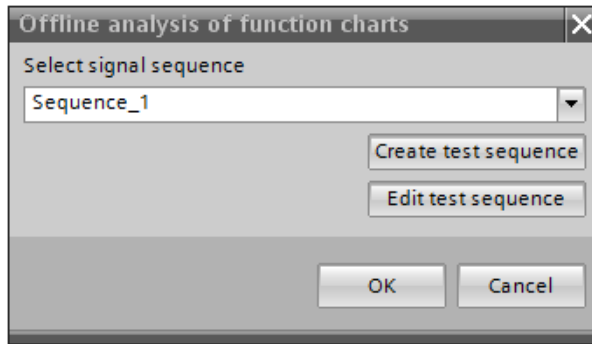 Offline analysis of function charts
Select signal sequence
Sequence_1
Create test sequence
Edit test sequence
OK Cancel